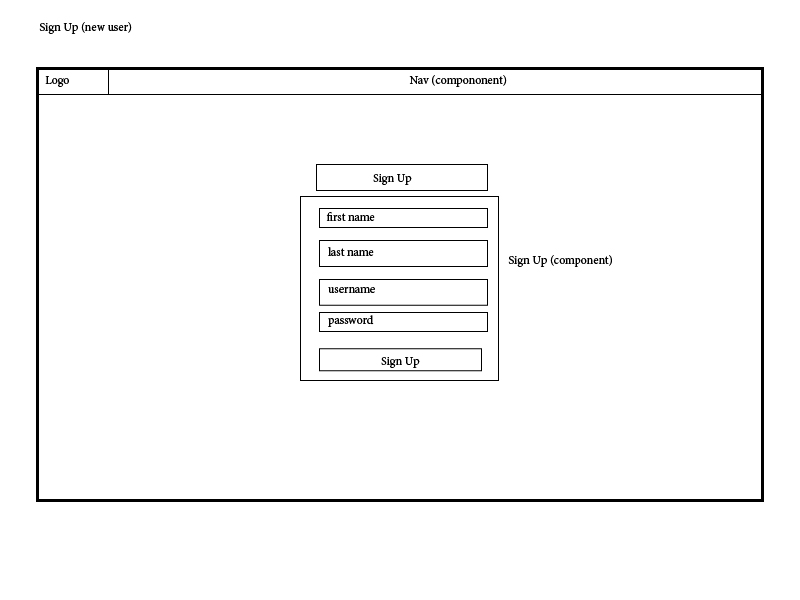 Sign Up (new user)
Logo
Nav (compononent)
Sign Up
first name
last name
Sign Up (component)
username
password
Sign Up